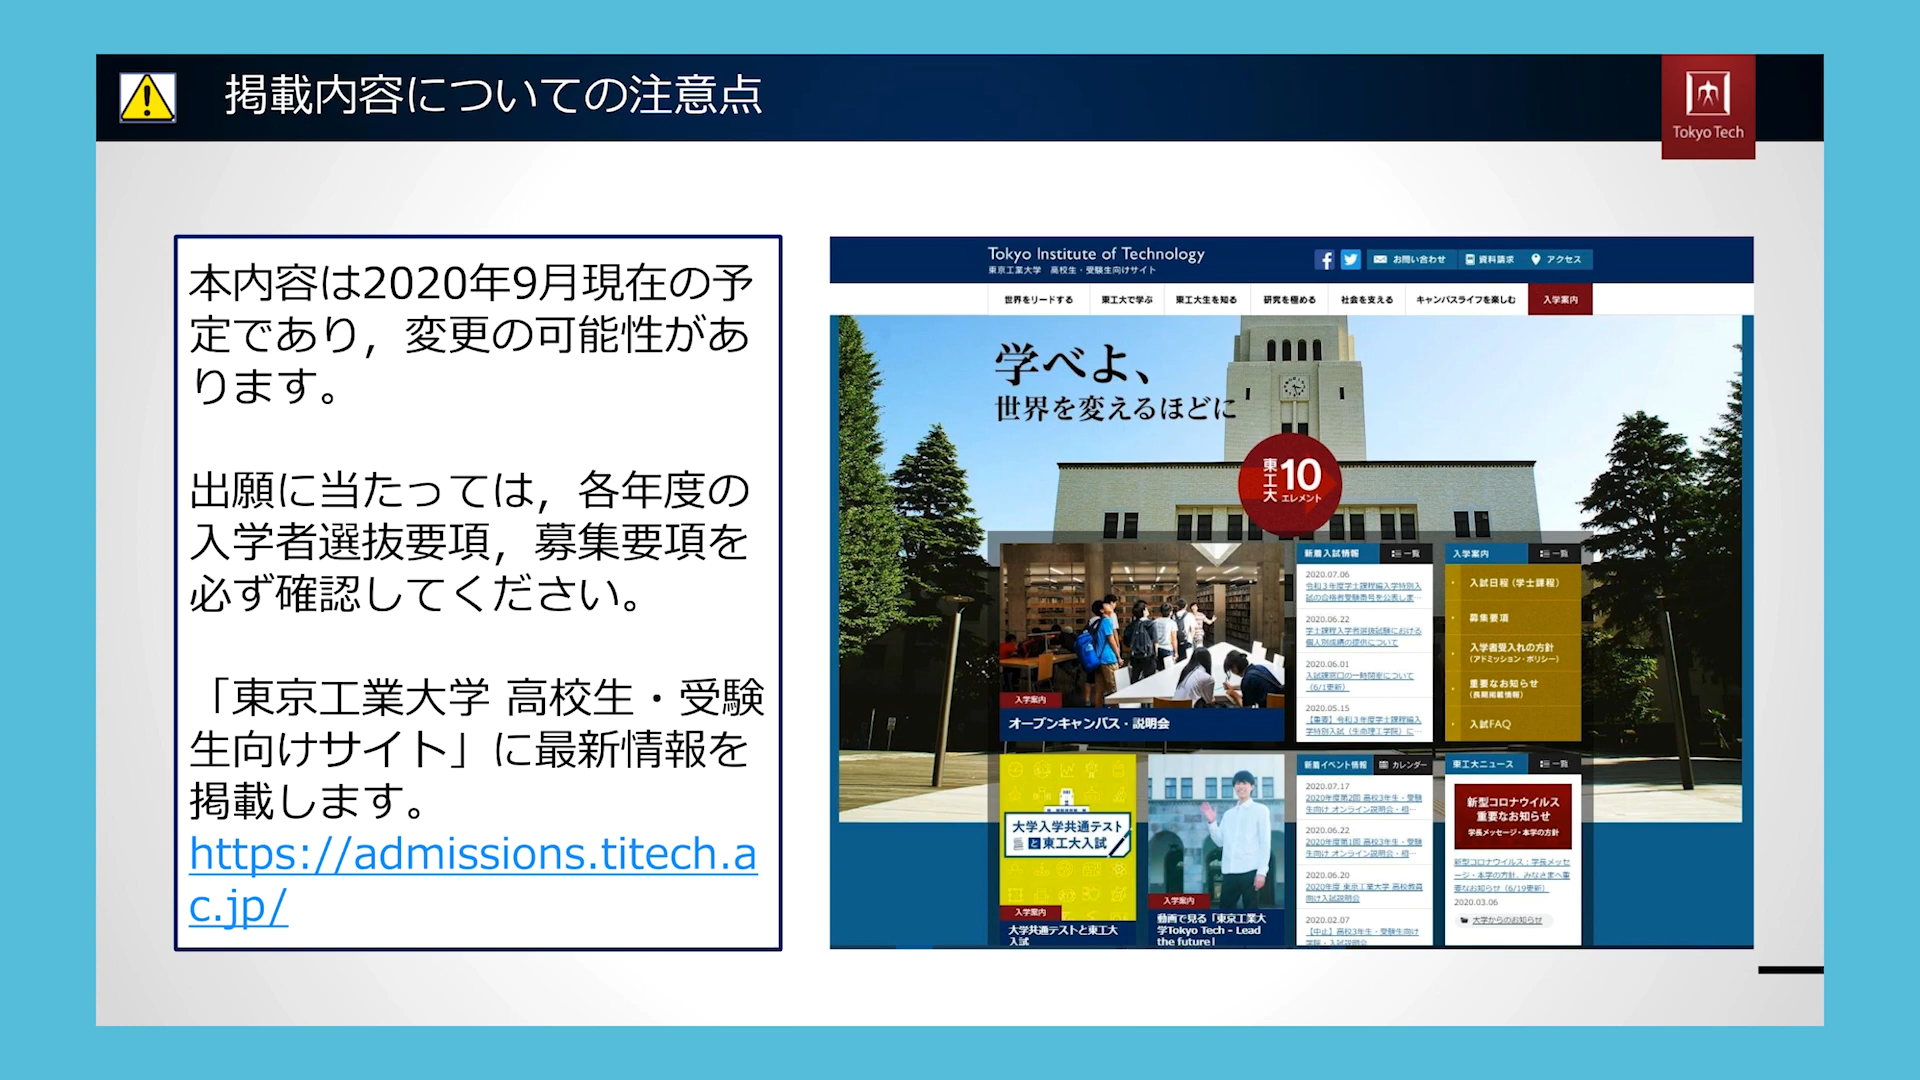 掲載内容についての注意点
Tokyo Tech
本内容は2020年9月現在の予
定であり，変更の可能性があ
ります。
出願に当たっては，各年度の
入学者選抜要項，募集要項を
必ず確認してください。
「東京工業大学 高校生・受験
生向けサイト」に最新情報を
掲載します。
https://admissions.titech.a
c.jp/
Tokyo Institute of Technology
東京工業大学 高校生・受験生向けサイト
お問い合わせ 資料請求 アクセス
世界をリードする 東工大で学ぶ 東工大生を知る 研究を極める 社会を支える キャンパスライフを楽しむ 入学案内
学べよ、
世界を変えるほどに
東工大
10
エレメント
入学案内
オープンキャンパス・説明会
新着入試情報 一覧
2020.07.06
令和３年度学士課程編入学特別入
試の合格者受験番号を公表しま…
2020.06.22
学士課程入学者選抜試験における
個人別成績の提供について
2020.06.01
入試課窓口の一時閉室について
（6/1更新）
2020.05.15
【重要】令和３年度学士課程編入
学特別入試（生命理工学院）に…
入学案内 一覧
入試日程（学士課程）
募集要項
入学者受入れの方針
（アドミッション・ポリシー）
重要なお知らせ
（長期掲載情報）
入試FAQ
大学入学共通テスト
と東工大入試
入学案内
大学共通テストと東工大
入試
入学案内
動画で見る「東京工業大
学Tokyo Tech - Lead
the future」
新着イベント情報 カレンダー
2020.07.17
2020年度第2回 高校3年生・受験
生向け オンライン説明会・相…
2020.06.22
2020年度第1回 高校3年生・受験
生向け オンライン説明会・相…
2020.06.20
2020年度 東京工業大学 高校教員
向け入試説明会
2020.02.07
【中止】高校3年生・受験生向け
学院・入試説明会
東工大ニュース 一覧
新型コロナウイルス
重要なお知らせ
学長メッセージ・本学の方針
新型コロナウイルス：学長メッセ
ージ・本学の方針、みなさまへ重
要なお知らせ（6/19更新）
2020.03.06
大学からのお知らせ